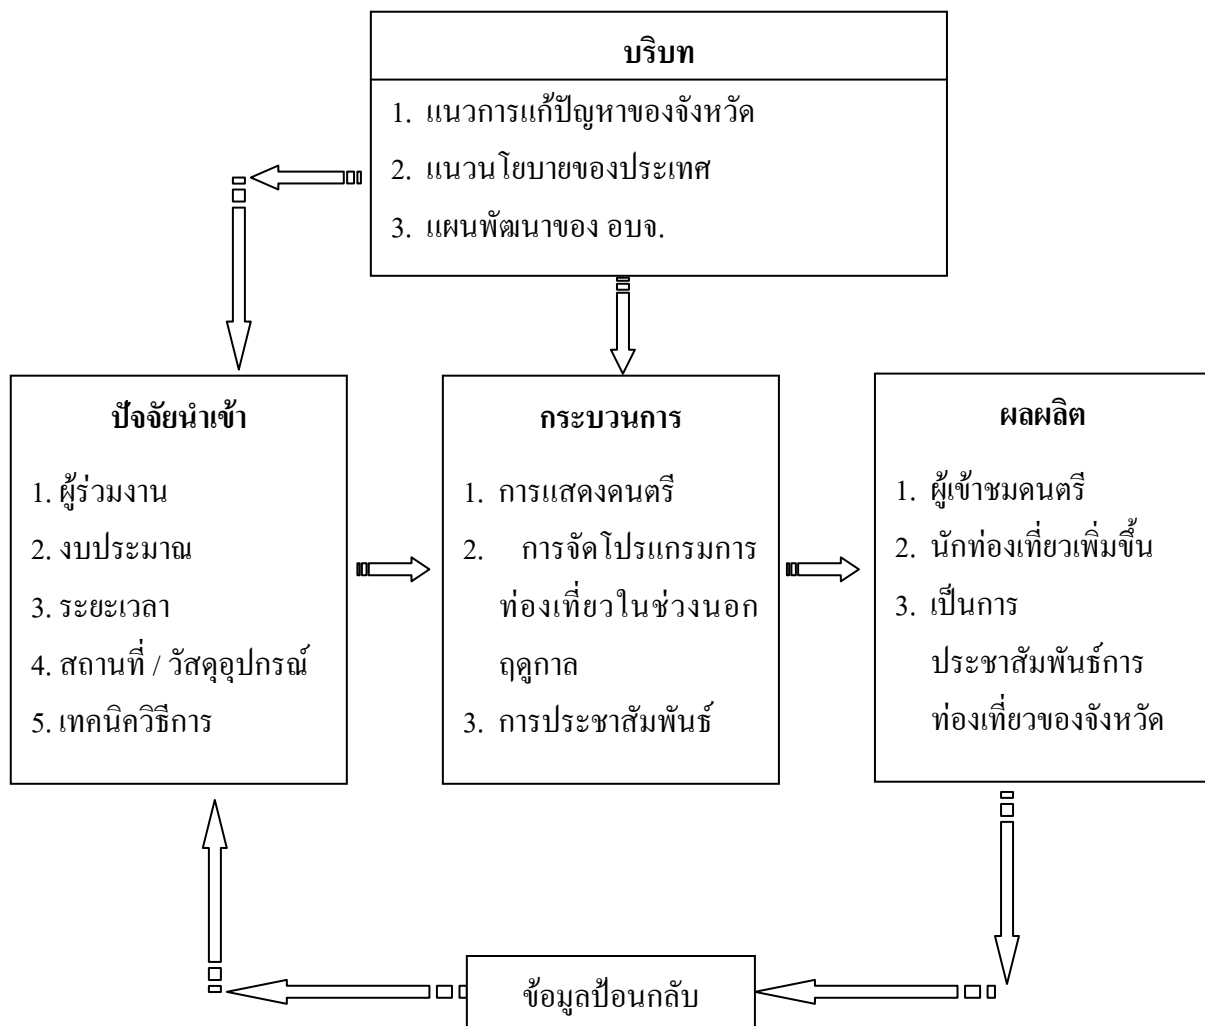 บริบท
1. แนวการแก้ปัญหาของจังหวัด
2. แนวนโยบายของประเทศ
3. แผนพัฒนาของ อบจ.
ปัจจัยนำเข้า
1. ผู้ร่วมงาน
2. งบประมาณ
3. ระยะเวลา
4. สถานที่ / วัสดุอุปกรณ์
5. เทคนิควิธีการ
กระบวนการ
1. การแสดงดนตรี
2. การจัดโปรแกรมการ
ท่องเที่ยวในช่วงนอก
ฤดูกาล
3. การประชาสัมพันธ์
ผลผลิต
1. ผู้เข้าชมดนตรี
2. นักท่องเที่ยวเพิ่มขึ้น
3. เป็นการ
ประชาสัมพันธ์การ
ท่องเที่ยวของจังหวัด
ข้อมูลป้อนกลับ